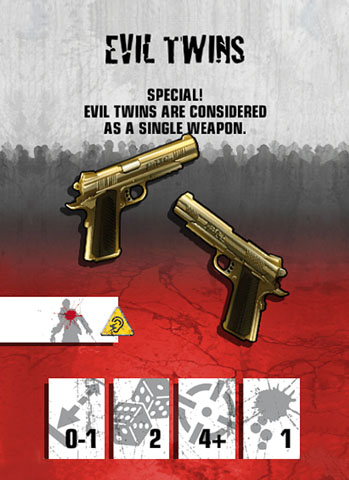 EVIL TWINS
SPECIAL!
EVIL TWINS ARE CONSIDERED
AS A SINGLE WEAPON.
0-1 2 4+ 1